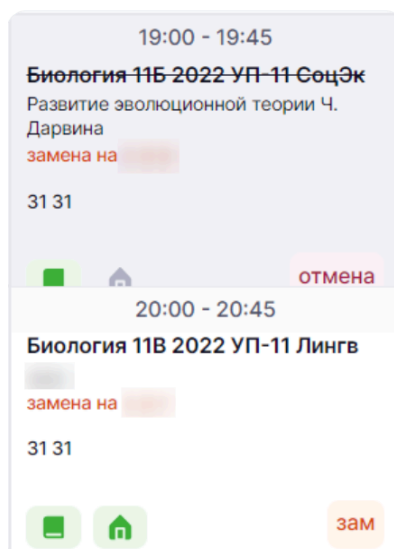 19:00 - 19:45
Биология 11Б 2022 УП-11 СоцЭк
Развитие эволюционной теории Ч.
Дарвина
замена на
31 31
отмена
20:00 - 20:45
Биология 11В 2022 УП-11 Лингв
замена на
31 31
зам